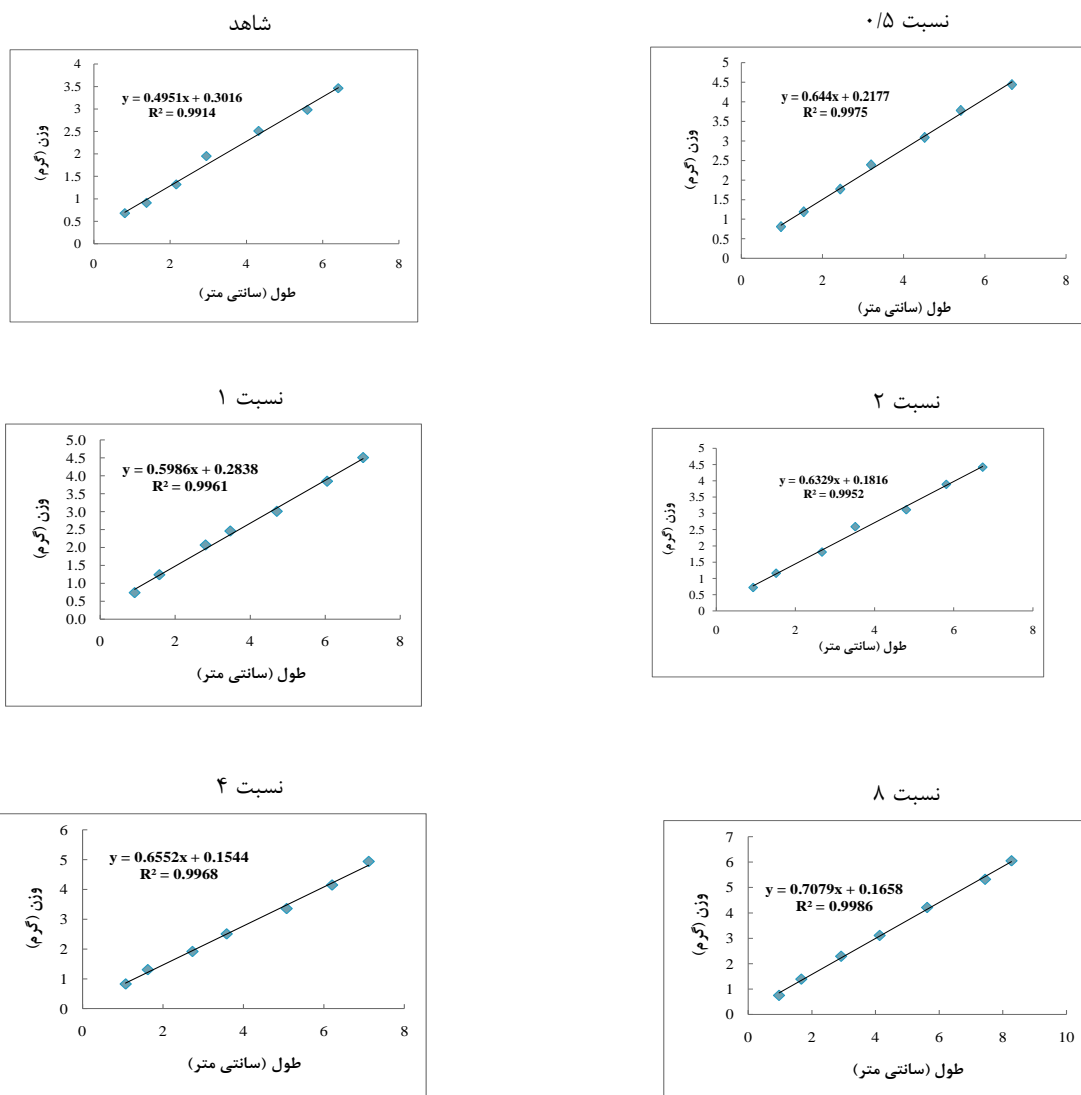 شاهد
4
3.5
3
2.5
2
1.5
1
0.5
0
y = 0.4951x + 0.3016
R² = 0.9914
وزن (گرم)
0 2 4 6 8
طول (سانتی متر)
نسبت ۰/۵
5
4.5
4
3.5
3
2.5
2
1.5
1
0.5
0
y = 0.644x + 0.2177
R² = 0.9975
وزن (گرم)
0 2 4 6 8
طول (سانتی متر)
نسبت ۱
5.0
4.5
4.0
3.5
3.0
2.5
2.0
1.5
1.0
0.5
0.0
y = 0.5986x + 0.2838
R² = 0.9961
وزن (گرم)
0 2 4 6 8
طول (سانتی متر)
نسبت ۲
5
4.5
4
3.5
3
2.5
2
1.5
1
0.5
0
y = 0.6329x + 0.1816
R² = 0.9952
وزن (گرم)
0 2 4 6 8
طول (سانتی متر)
نسبت ۴
6
5
4
3
2
1
0
y = 0.6552x + 0.1544
R² = 0.9968
وزن (گرم)
0 2 4 6 8
طول (سانتی متر)
نسبت ۸
7
6
5
4
3
2
1
0
y = 0.7079x + 0.1658
R² = 0.9986
وزن (گرم)
0 2 4 6 8 10
طول (سانتی متر)